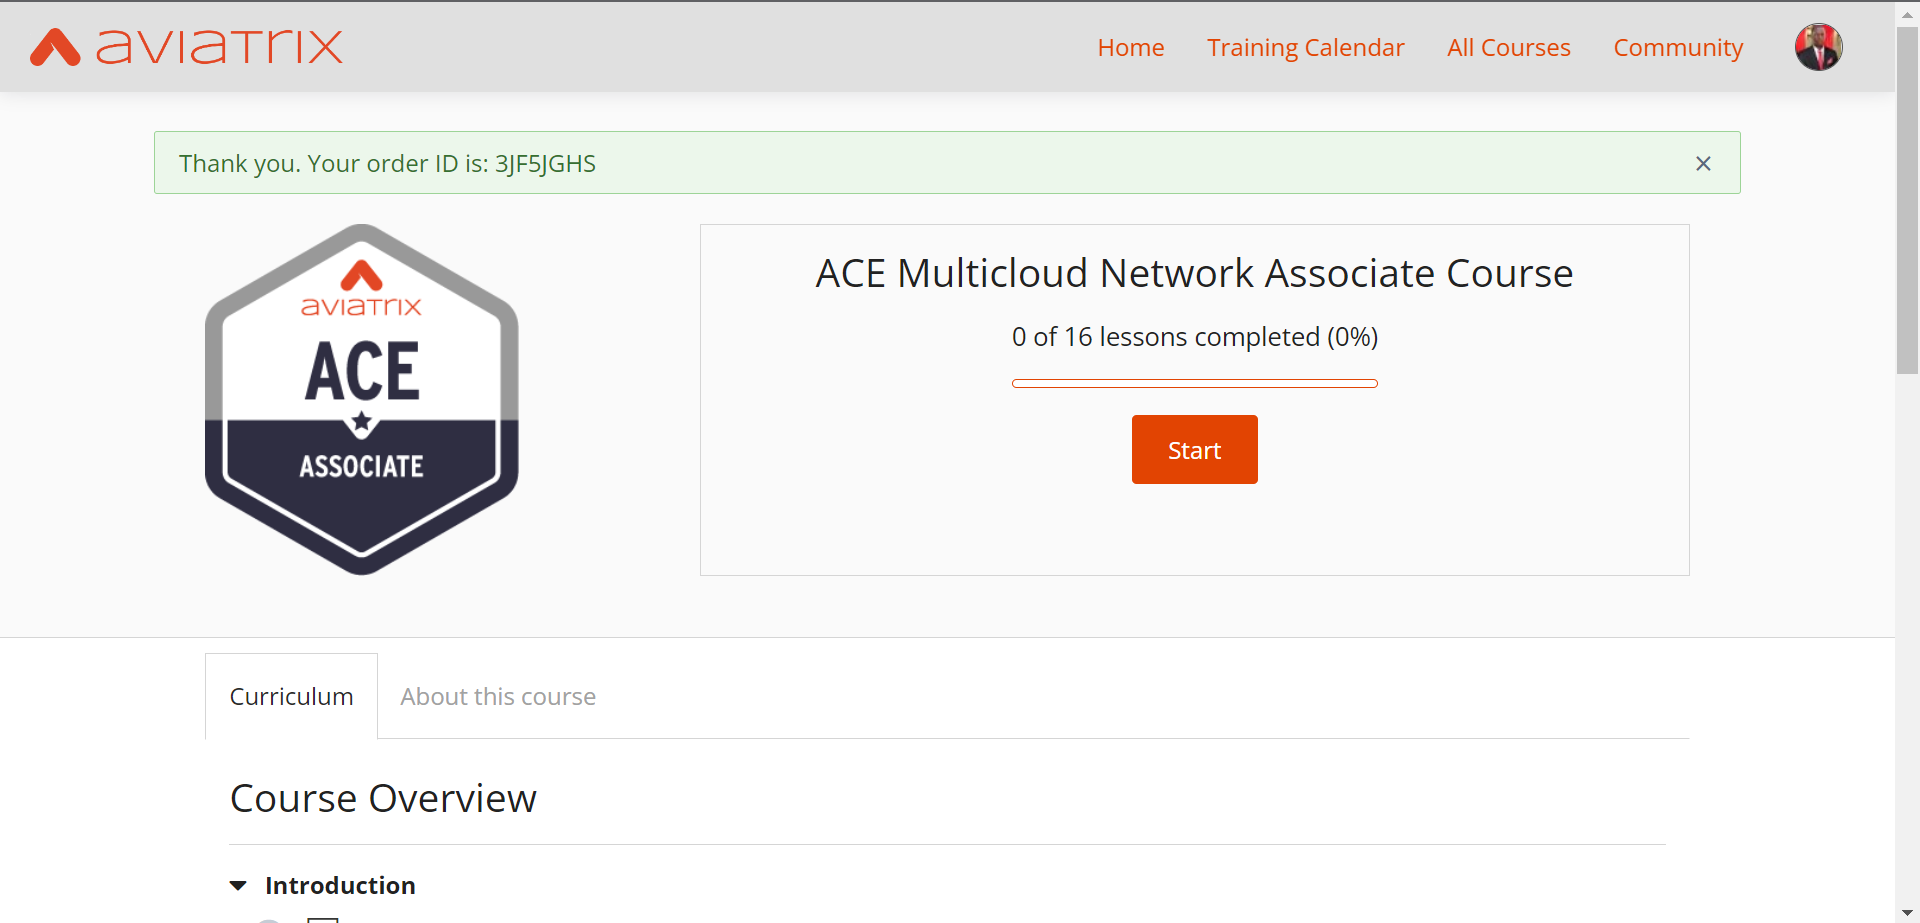 aviatrix
Home
Training Calendar
All Courses
Community
Thank you. Your order ID is: 3JF5JGHS
×
aviatrix
ACE
ASSOCIATE
ACE Multicloud Network Associate Course
0 of 16 lessons completed (0%)
Start
Curriculum
About this course
Course Overview
Introduction